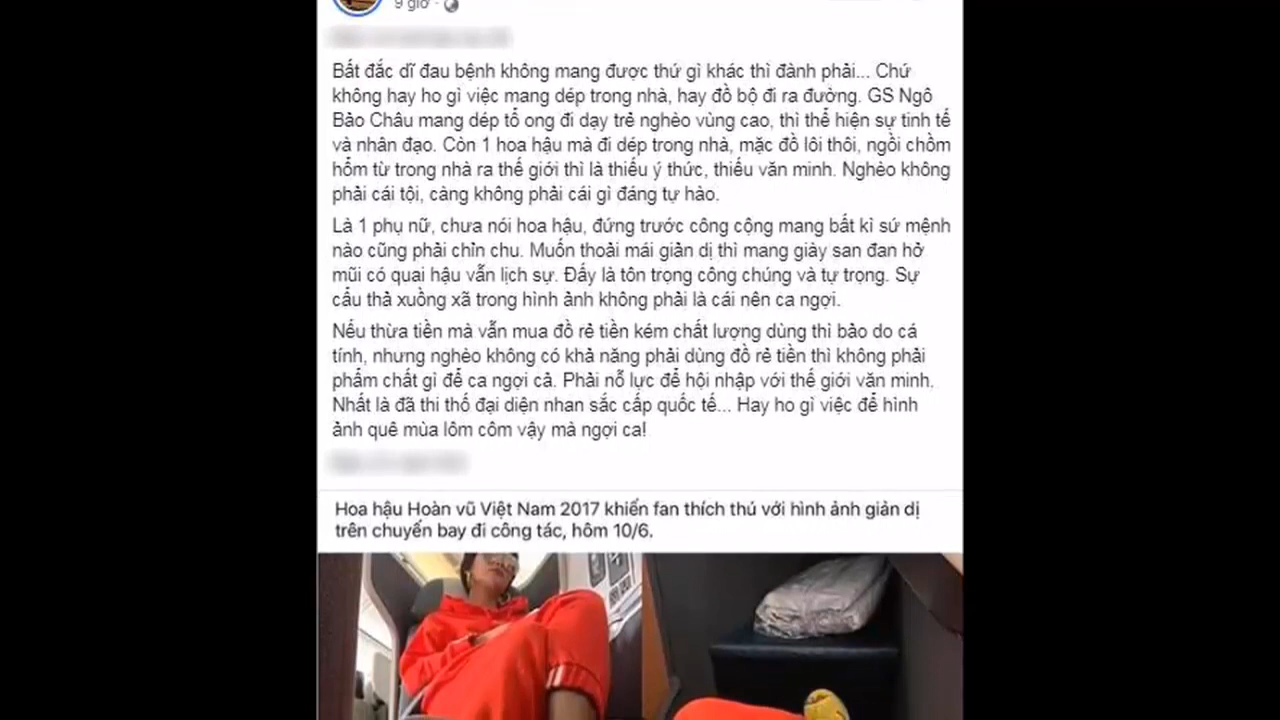 9 giờ ·
Bất đắc dĩ đau bệnh không mang được thứ gì khác thì đành phải... Chứ
không hay ho gì việc mang dép trong nhà, hay đồ bộ đi ra đường. GS Ngô
Bảo Châu mang dép tổ ong đi dạy trẻ nghèo vùng cao, thì thể hiện sự tinh tế
và nhân đạo. Còn 1 hoa hậu mà đi dép trong nhà, mặc đồ lôi thôi, ngồi chồm
hổm từ trong nhà ra thế giới thì là thiếu ý thức, thiếu văn minh. Nghèo không
phải cái tội, càng không phải cái gì đáng tự hào.
Là 1 phụ nữ, chưa nói hoa hậu, đứng trước công cộng mang bất kì sứ mệnh
nào cũng phải chỉn chu. Muốn thoải mái giản dị thì mang giày san đan hở
mũi có quai hậu vẫn lịch sự. Đấy là tôn trọng công chúng và tự trọng. Sự
cẩu thả xuồng xã trong hình ảnh không phải là cái nên ca ngợi.
Nếu thừa tiền mà vẫn mua đồ rẻ tiền kém chất lượng dùng thì bảo do cá
tính, nhưng nghèo không có khả năng phải dùng đồ rẻ tiền thì không phải
phẩm chất gì để ca ngợi cả. Phải nỗ lực để hội nhập với thế giới văn minh.
Nhất là đã thi thố đại diện nhan sắc cấp quốc tế... Hay ho gì việc để hình
ảnh quê mùa lôm côm vậy mà ngợi ca!
Hoa hậu Hoàn vũ Việt Nam 2017 khiến fan thích thú với hình ảnh giản dị
trên chuyến bay đi công tác, hôm 10/6.